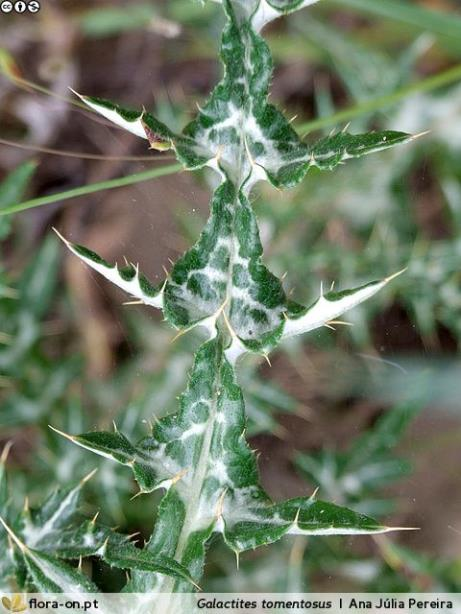 flora-on.pt Galactites tomentosus | Ana Júlia Pereira